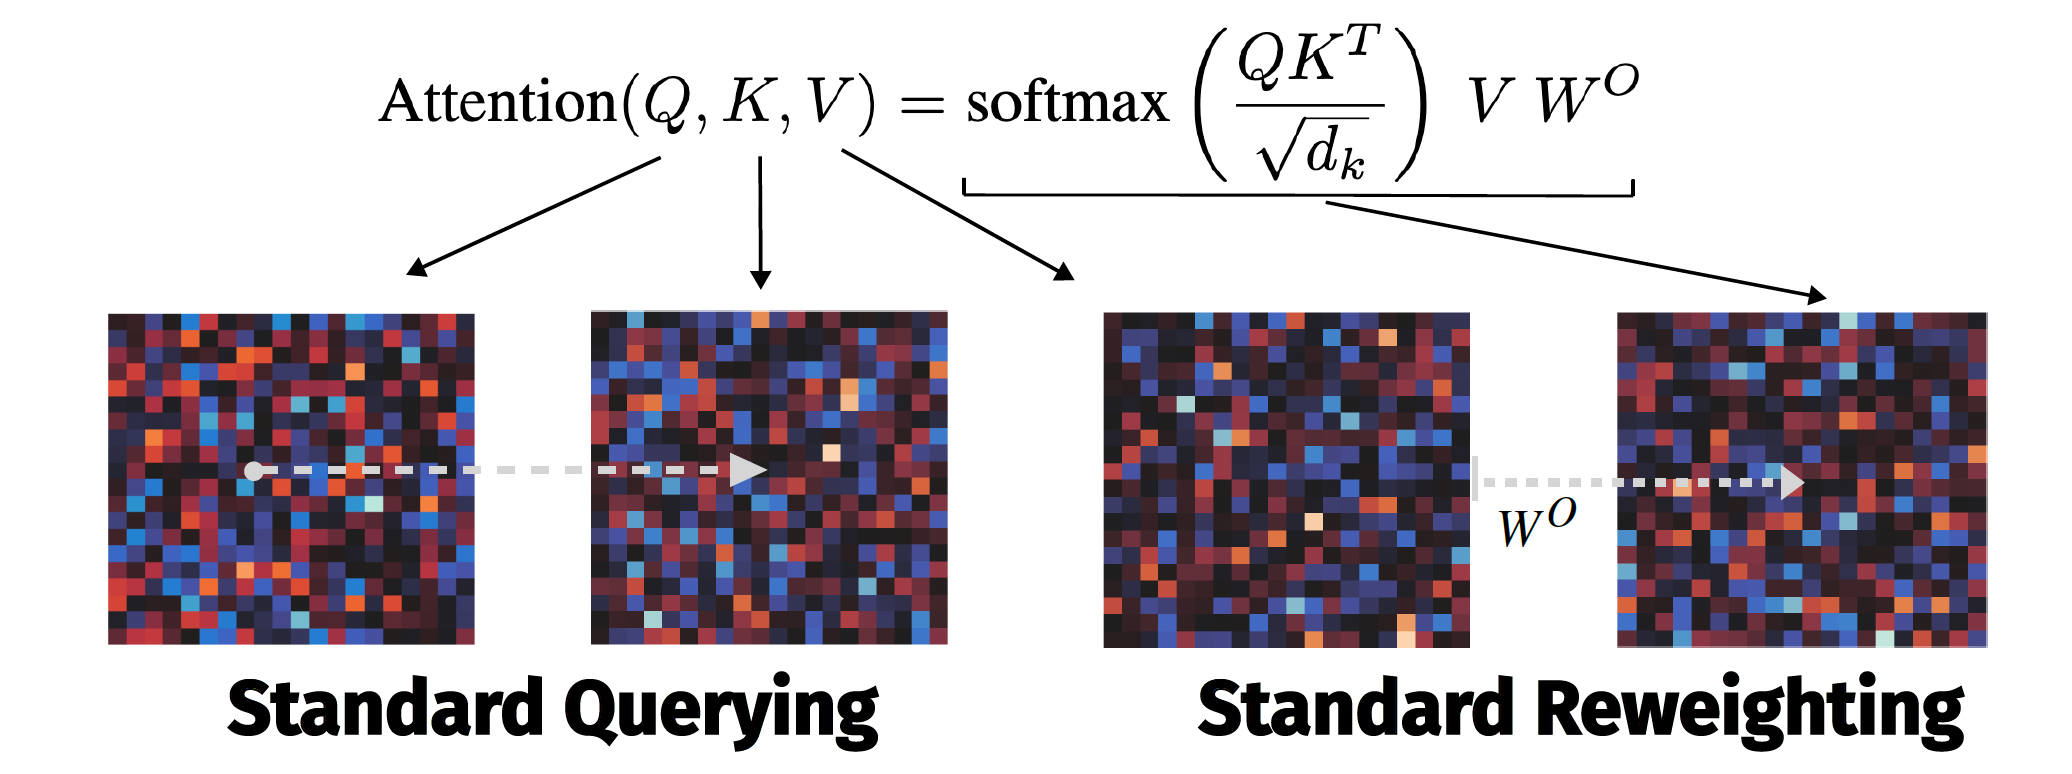 Attention(Q, K, V) = softmax (QK^T / √d_k) V W^O
W^O
Standard Querying
Standard Reweighting